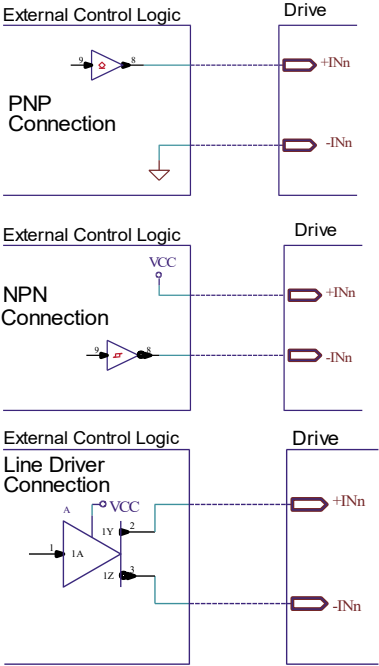 External Control Logic
Drive
9
8
+INn
PNP
Connection
-INn
External Control Logic
Drive
VCC
NPN
+INn
Connection
9
8
-INn
External Control Logic
Drive
Line Driver
Connection
A
VCC
+INn
1Y
2
1
1A
1Z
3
-INn